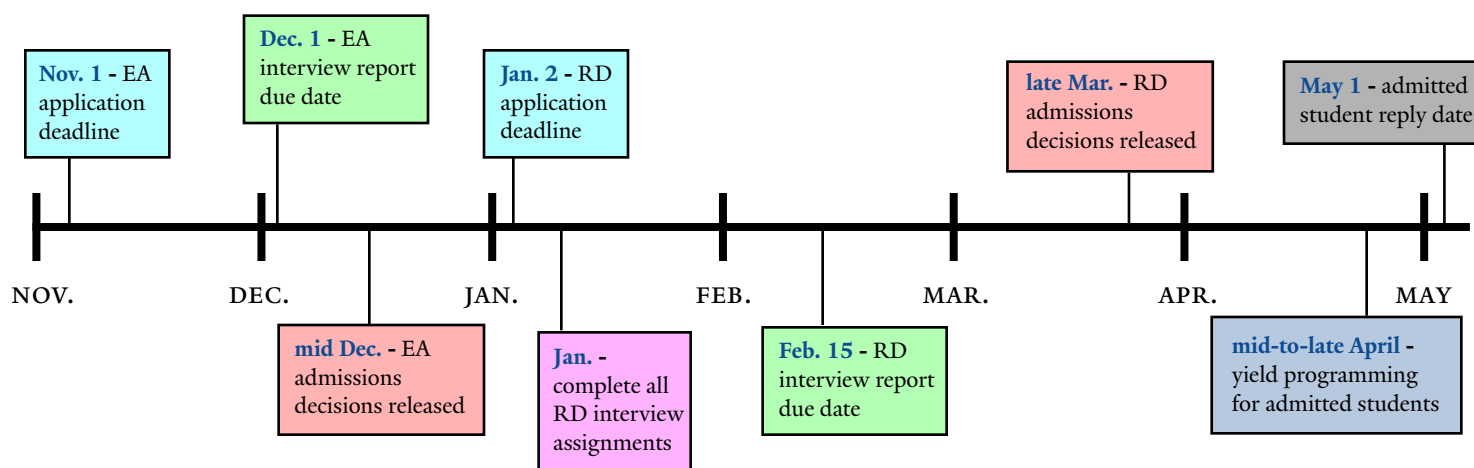 Nov. 1 - EA
application
deadline
Dec. 1 - EA
interview report
due date
Jan. 2 - RD
application
deadline
late Mar. - RD
admissions
decisions released
May 1 - admitted
student reply date
NOV.
DEC.
JAN.
FEB.
MAR.
APR.
MAY
mid Dec. - EA
admissions
decisions released
Jan. -
complete all
RD interview
assignments
Feb. 15 - RD
interview report
due date
mid-to-late April -
yield programming
for admitted students